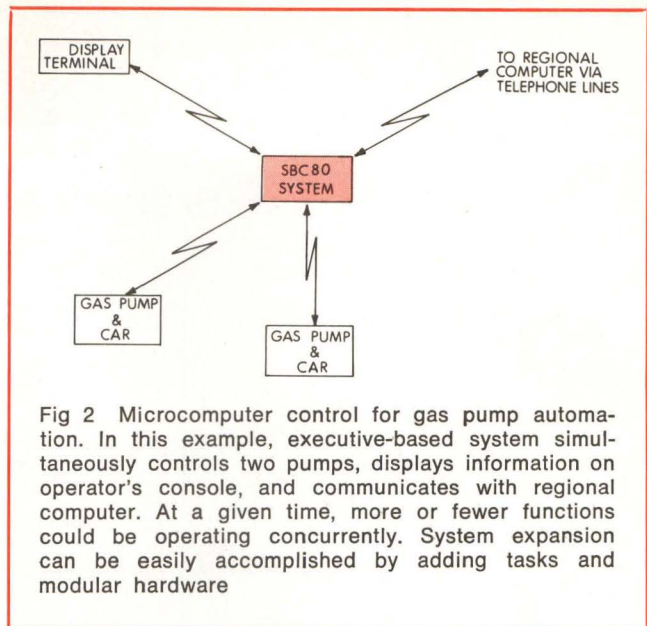 DISPLAY
TERMINAL
TO REGIONAL
COMPUTER VIA
TELEPHONE LINES
SBC80
SYSTEM
GAS PUMP
&
CAR
GAS PUMP
&
CAR
Fig 2 Microcomputer control for gas pump automa-
tion. In this example, executive-based system simul-
taneously controls two pumps, displays information on
operator's console, and communicates with regional
computer. At a given time, more or fewer functions
could be operating concurrently. System expansion
can be easily accomplished by adding tasks and
modular hardware